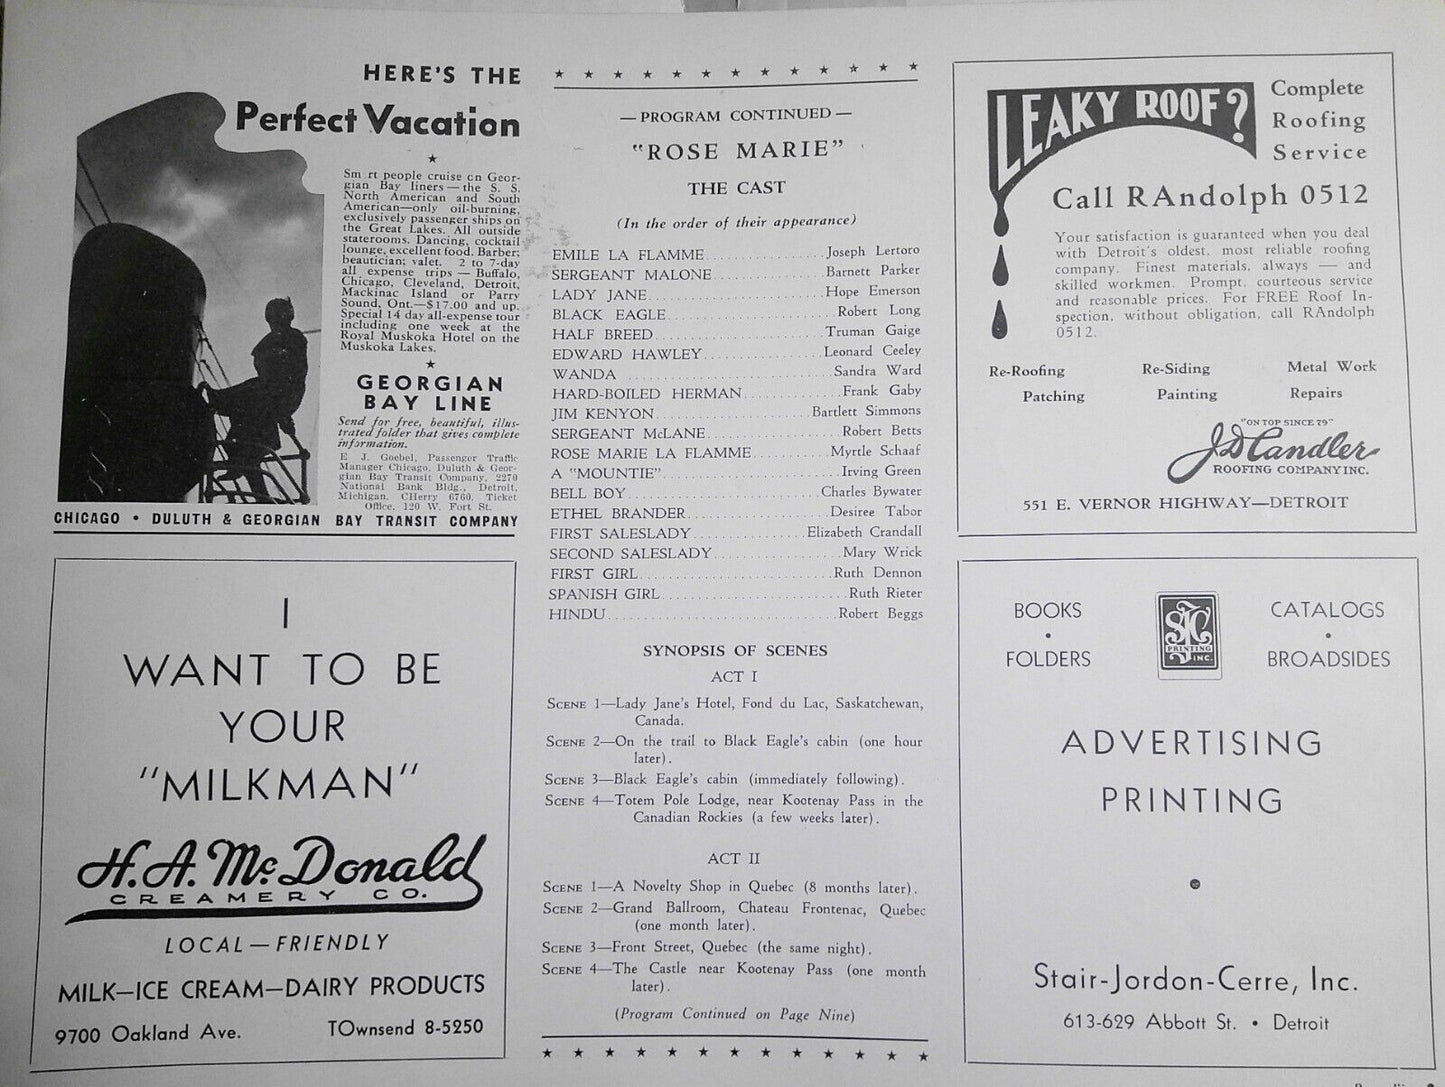 HERE'S THE
Perfect Vacation
Sm rt people cruise on Geor-
gian Bay liners—the S. S.
North American and South
American—only oil-burning,
exclusively passenger ships on
the Great Lakes. All outside
staterooms. Dancing, cocktail
lounge, excellent food. Barber;
beautician; valet. 2 to 7-day
all expense trips — Buffalo,
Chicago, Cleveland, Detroit,
Mackinac Island or Parry
Sound, Ont.—$17.00 and up.
Special 14 day all-expense tour
including one week at the
Royal Muskoka Hotel on the
Muskoka Lakes.
GEORGIAN
BAY LINE
Send for free, beautiful, illus-
trated folder that gives complete
information.
E. J. Goebel, Passenger Traffic
Manager Chicago, Duluth & Geor-
gian Bay Transit Company, 2270
National Bank Bldg., Detroit,
Michigan, CHerry 6760. Ticket
Office, 120 W. Fort St.
CHICAGO • DULUTH & GEORGIAN BAY TRANSIT COMPANY
I
WANT TO BE
YOUR
"MILKMAN"
H. A. McDonald
CREAMERY CO.
LOCAL—FRIENDLY
MILK—ICE CREAM—DAIRY PRODUCTS
9700 Oakland Ave. TOwnsend 8-5250
— PROGRAM CONTINUED —
"ROSE MARIE"
THE CAST
(In the order of their appearance)
EMILE LA FLAMME Joseph Lertoro
SERGEANT MALONE Barnett Parker
LADY JANE Hope Emerson
BLACK EAGLE Robert Long
HALF BREED Truman Gaige
EDWARD HAWLEY Leonard Ceeley
WANDA Sandra Ward
HARD-BOILED HERMAN Frank Gaby
JIM KENYON Bartlett Simmons
SERGEANT McLANE Robert Betts
ROSE MARIE LA FLAMME Myrtle Schaaf
A "MOUNTIE" Irving Green
BELL BOY Charles Bywater
ETHEL BRANDER Desiree Tabor
FIRST SALESLADY Elizabeth Crandall
SECOND SALESLADY Mary Wrick
FIRST GIRL Ruth Dennon
SPANISH GIRL Ruth Rieter
HINDU Robert Beggs
SYNOPSIS OF SCENES
ACT I
SCENE 1—Lady Jane's Hotel, Fond du Lac, Saskatchewan,
Canada.
SCENE 2—On the trail to Black Eagle's cabin (one hour
later).
SCENE 3—Black Eagle's cabin (immediately following).
SCENE 4—Totem Pole Lodge, near Kootenay Pass in the
Canadian Rockies (a few weeks later).
ACT II
SCENE 1—A Novelty Shop in Quebec (8 months later).
SCENE 2—Grand Ballroom, Chateau Frontenac, Quebec
(one month later).
SCENE 3—Front Street, Quebec (the same night).
SCENE 4—The Castle near Kootenay Pass (one month
later).
(Program Continued on Page Nine)
LEAKY ROOF?
Complete
Roofing
Service
Call RAndolph 0512
Your satisfaction is guaranteed when you deal
with Detroit's oldest, most reliable roofing
company. Finest materials, always — and
skilled workmen. Prompt, courteous service
and reasonable prices. For FREE Roof In-
spection, without obligation, call RAndolph
0512.
Re-Roofing Re-Siding Metal Work
Patching Painting Repairs
"ON TOP SINCE 79"
J D Candler
ROOFING COMPANY INC.
551 E. VERNOR HIGHWAY—DETROIT
BOOKS
•
FOLDERS
SJC
PRINTING
INC.
CATALOGS
•
BROADSIDES
ADVERTISING
PRINTING
Stair-Jordon-Cerre, Inc.
613-629 Abbott St. • Detroit